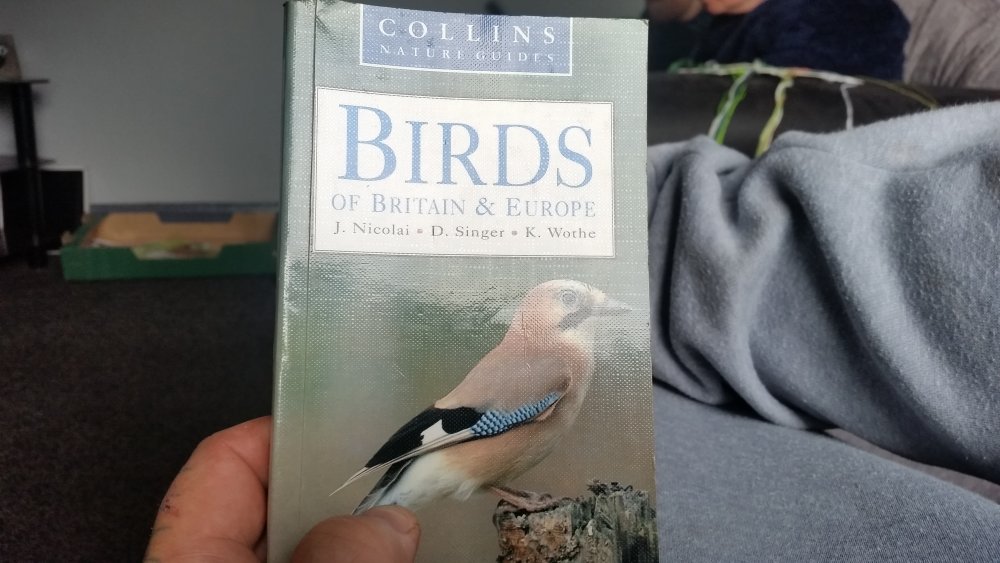 COLLINS
NATURE GUIDES
BIRDS
OF BRITAIN & EUROPE
J. Nicolai • D. Singer • K. Wothe